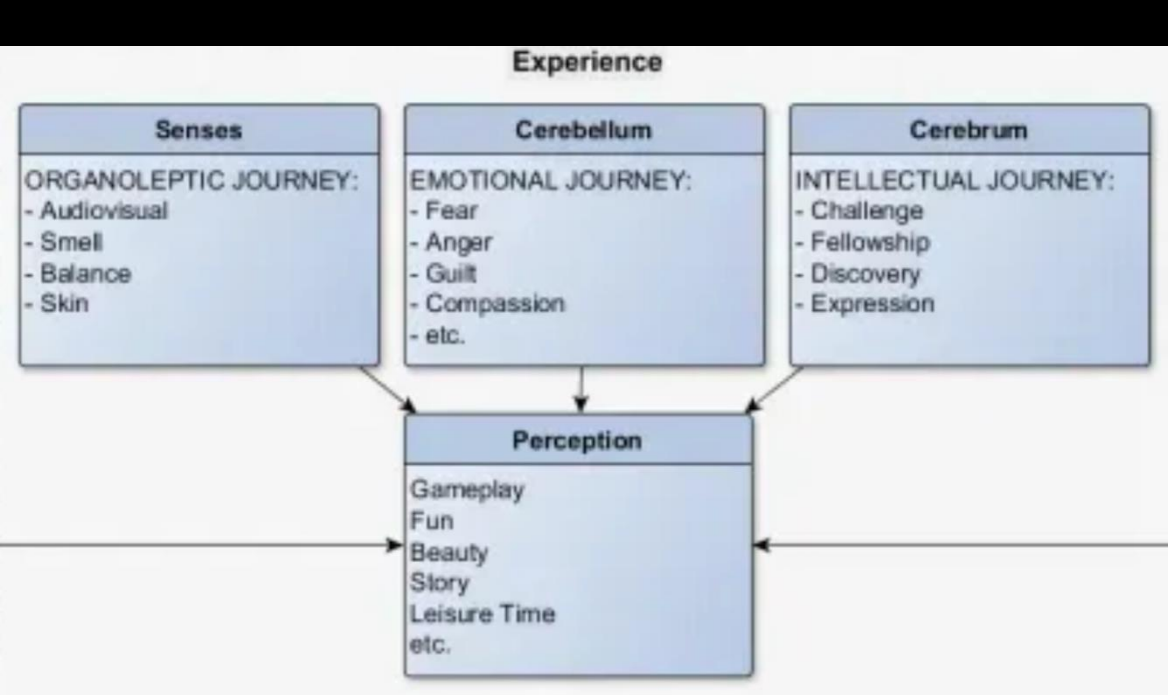 Experience
Senses
ORGANOLEPTIC JOURNEY:
- Audiovisual
- Smell
- Balance
- Skin
Cerebellum
EMOTIONAL JOURNEY:
- Fear
- Anger
- Guilt
- Compassion
- etc.
Cerebrum
INTELLECTUAL JOURNEY:
- Challenge
- Fellowship
- Discovery
- Expression
Perception
Gameplay
Fun
Beauty
Story
Leisure Time
etc.